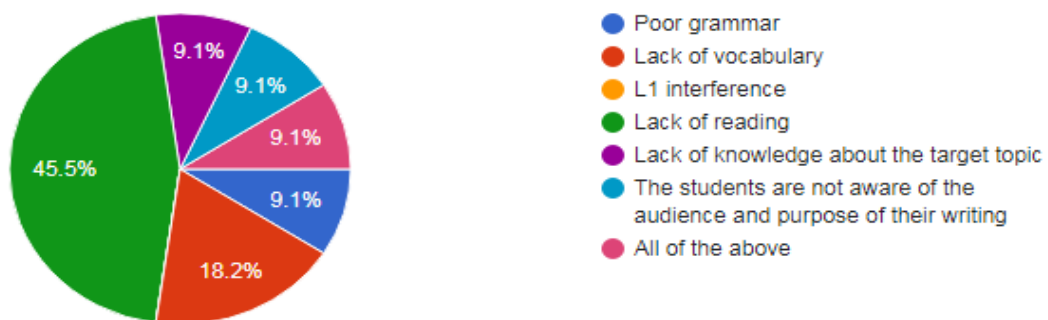 9.1%
9.1%
9.1%
45.5%
9.1%
18.2%
Poor grammar
Lack of vocabulary
L1 interference
Lack of reading
Lack of knowledge about the target topic
The students are not aware of the
audience and purpose of their writing
All of the above